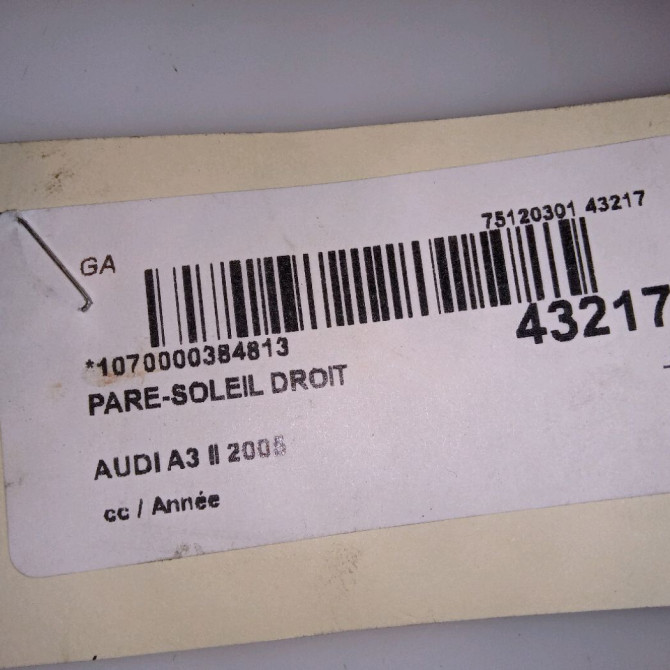 75120301 43217
GA
43217
*1070000384813
PARE-SOLEIL DROIT
AUDI A3 II 2005
cc / Année